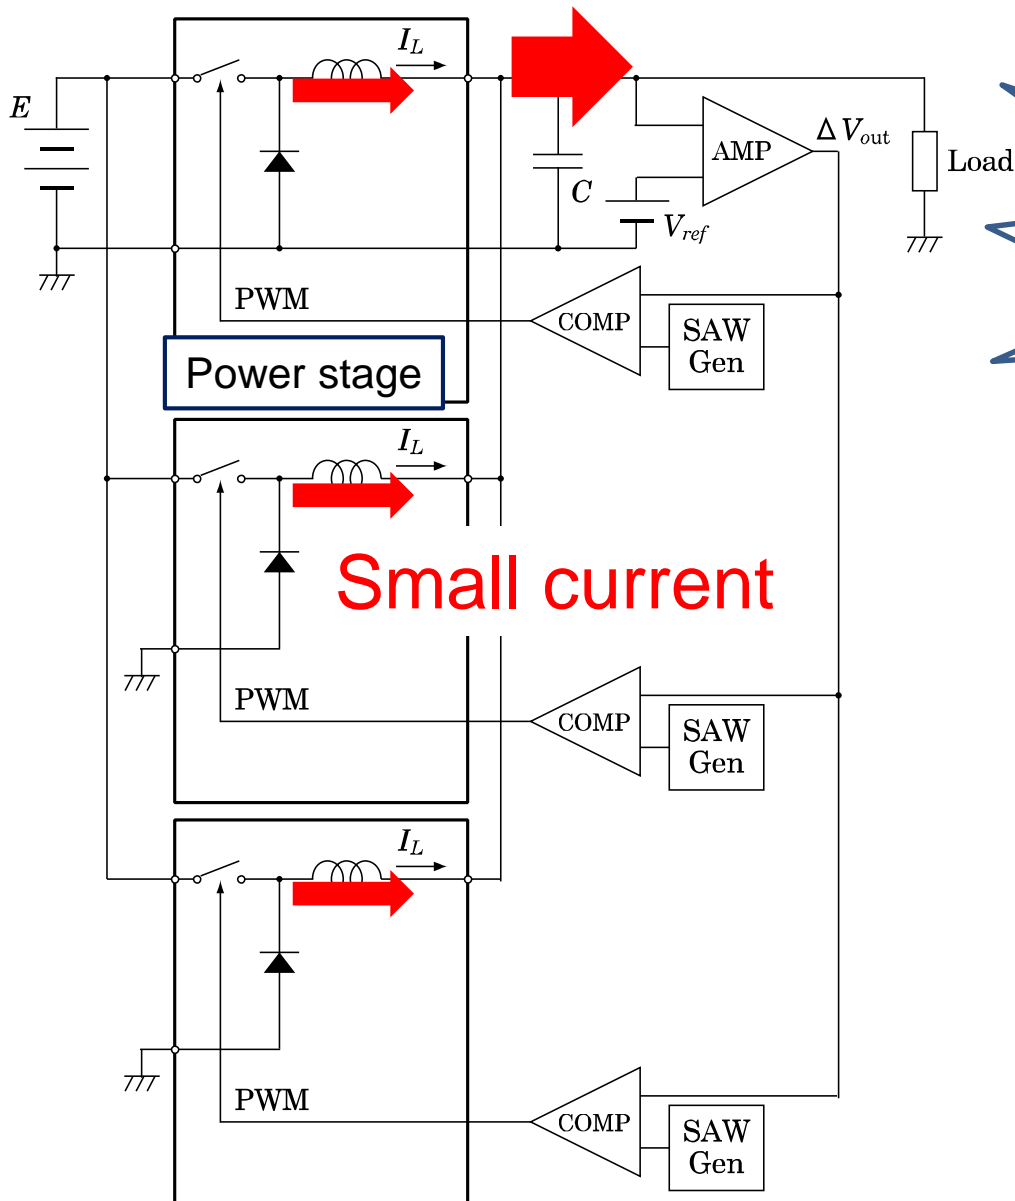 I_L
E
AMP
Δ V_out
Load
C
V_ref
PWM
COMP
SAW
Gen
Power stage
I_L
Small current
PWM
COMP
SAW
Gen
I_L
PWM
COMP
SAW
Gen